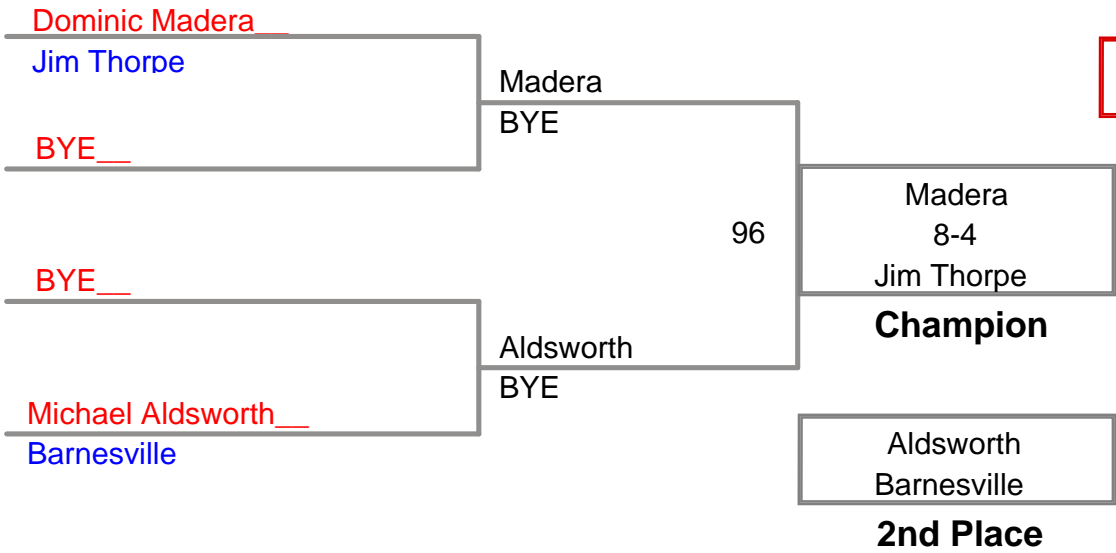 Dominic Madera__
Jim Thorpe
BYE__
BYE__
Michael Aldsworth__
Barnesville
Madera
BYE
Aldsworth
BYE
96
Madera
8-4
Jim Thorpe
Champion
Aldsworth
Barnesville
2nd Place